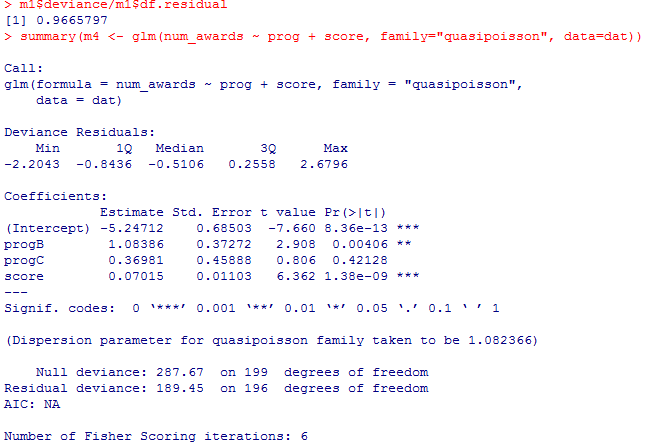 > m1$deviance/m1$df.residual
[1] 0.9665797
> summary(m4 <- glm(num_awards ~ prog + score, family="quasipoisson", data=dat))
Call:
glm(formula = num_awards ~ prog + score, family = "quasipoisson",
data = dat)
Deviance Residuals:
Min 1Q Median 3Q Max
-2.2043 -0.8436 -0.5106 0.2558 2.6796
Coefficients:
Estimate Std. Error t value Pr(>|t|)
(Intercept) -5.24712 0.68503 -7.660 8.36e-13 ***
progB 1.08386 0.37272 2.908 0.00406 **
progC 0.36981 0.45888 0.806 0.42128
score 0.07015 0.01103 6.362 1.38e-09 ***
---
Signif. codes: 0 ‘***’ 0.001 ‘**’ 0.01 ‘*’ 0.05 ‘.’ 0.1 ‘ ’ 1
(Dispersion parameter for quasipoisson family taken to be 1.082366)
Null deviance: 287.67 on 199 degrees of freedom
Residual deviance: 189.45 on 196 degrees of freedom
AIC: NA
Number of Fisher Scoring iterations: 6